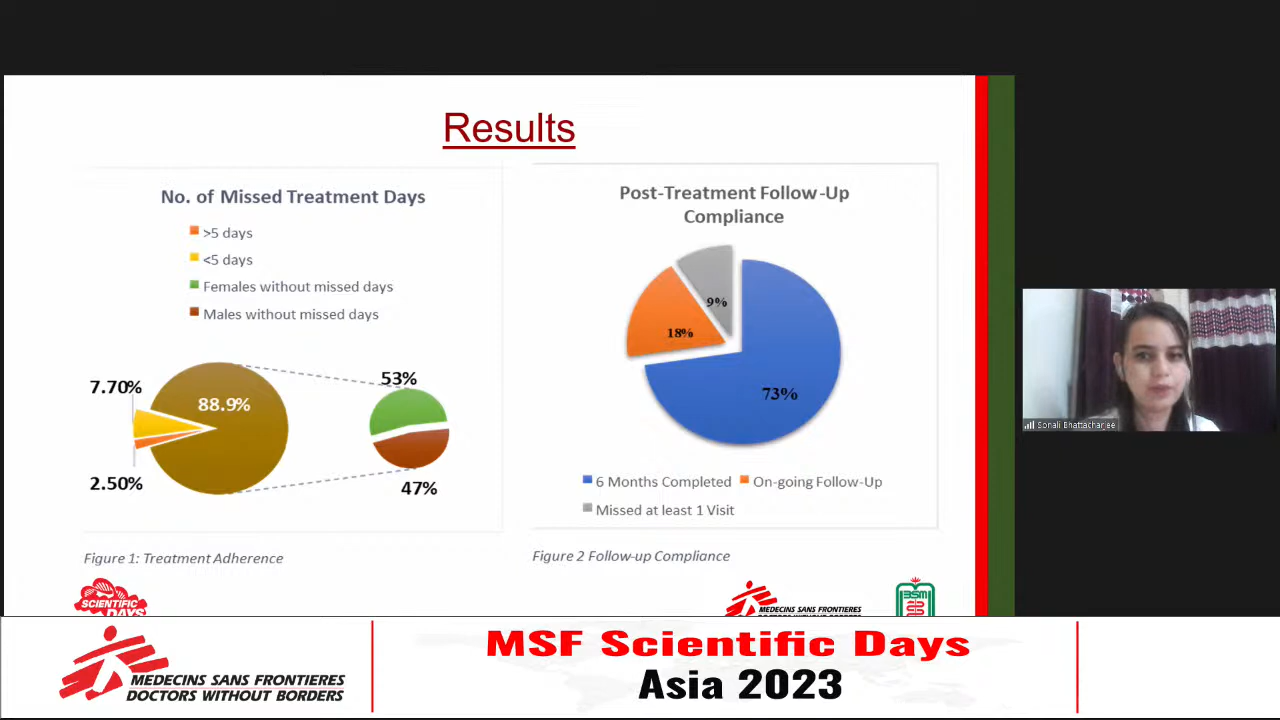 Results
No. of Missed Treatment Days
>5 days
<5 days
Females without missed days
Males without missed days
7.70%
88.9%
53%
2.50%
47%
Figure 1: Treatment Adherence
Post-Treatment Follow-Up
Compliance
9%
18%
73%
6 Months Completed
On-going Follow-Up
Missed at least 1 Visit
Figure 2 Follow-up Compliance
SCIENTIFIC
DAYS
MEDECINS SANS FRONTIERES
Sonali Bhattacharjee
MEDECINS SANS FRONTIERES
DOCTORS WITHOUT BORDERS
MSF Scientific Days
Asia 2023